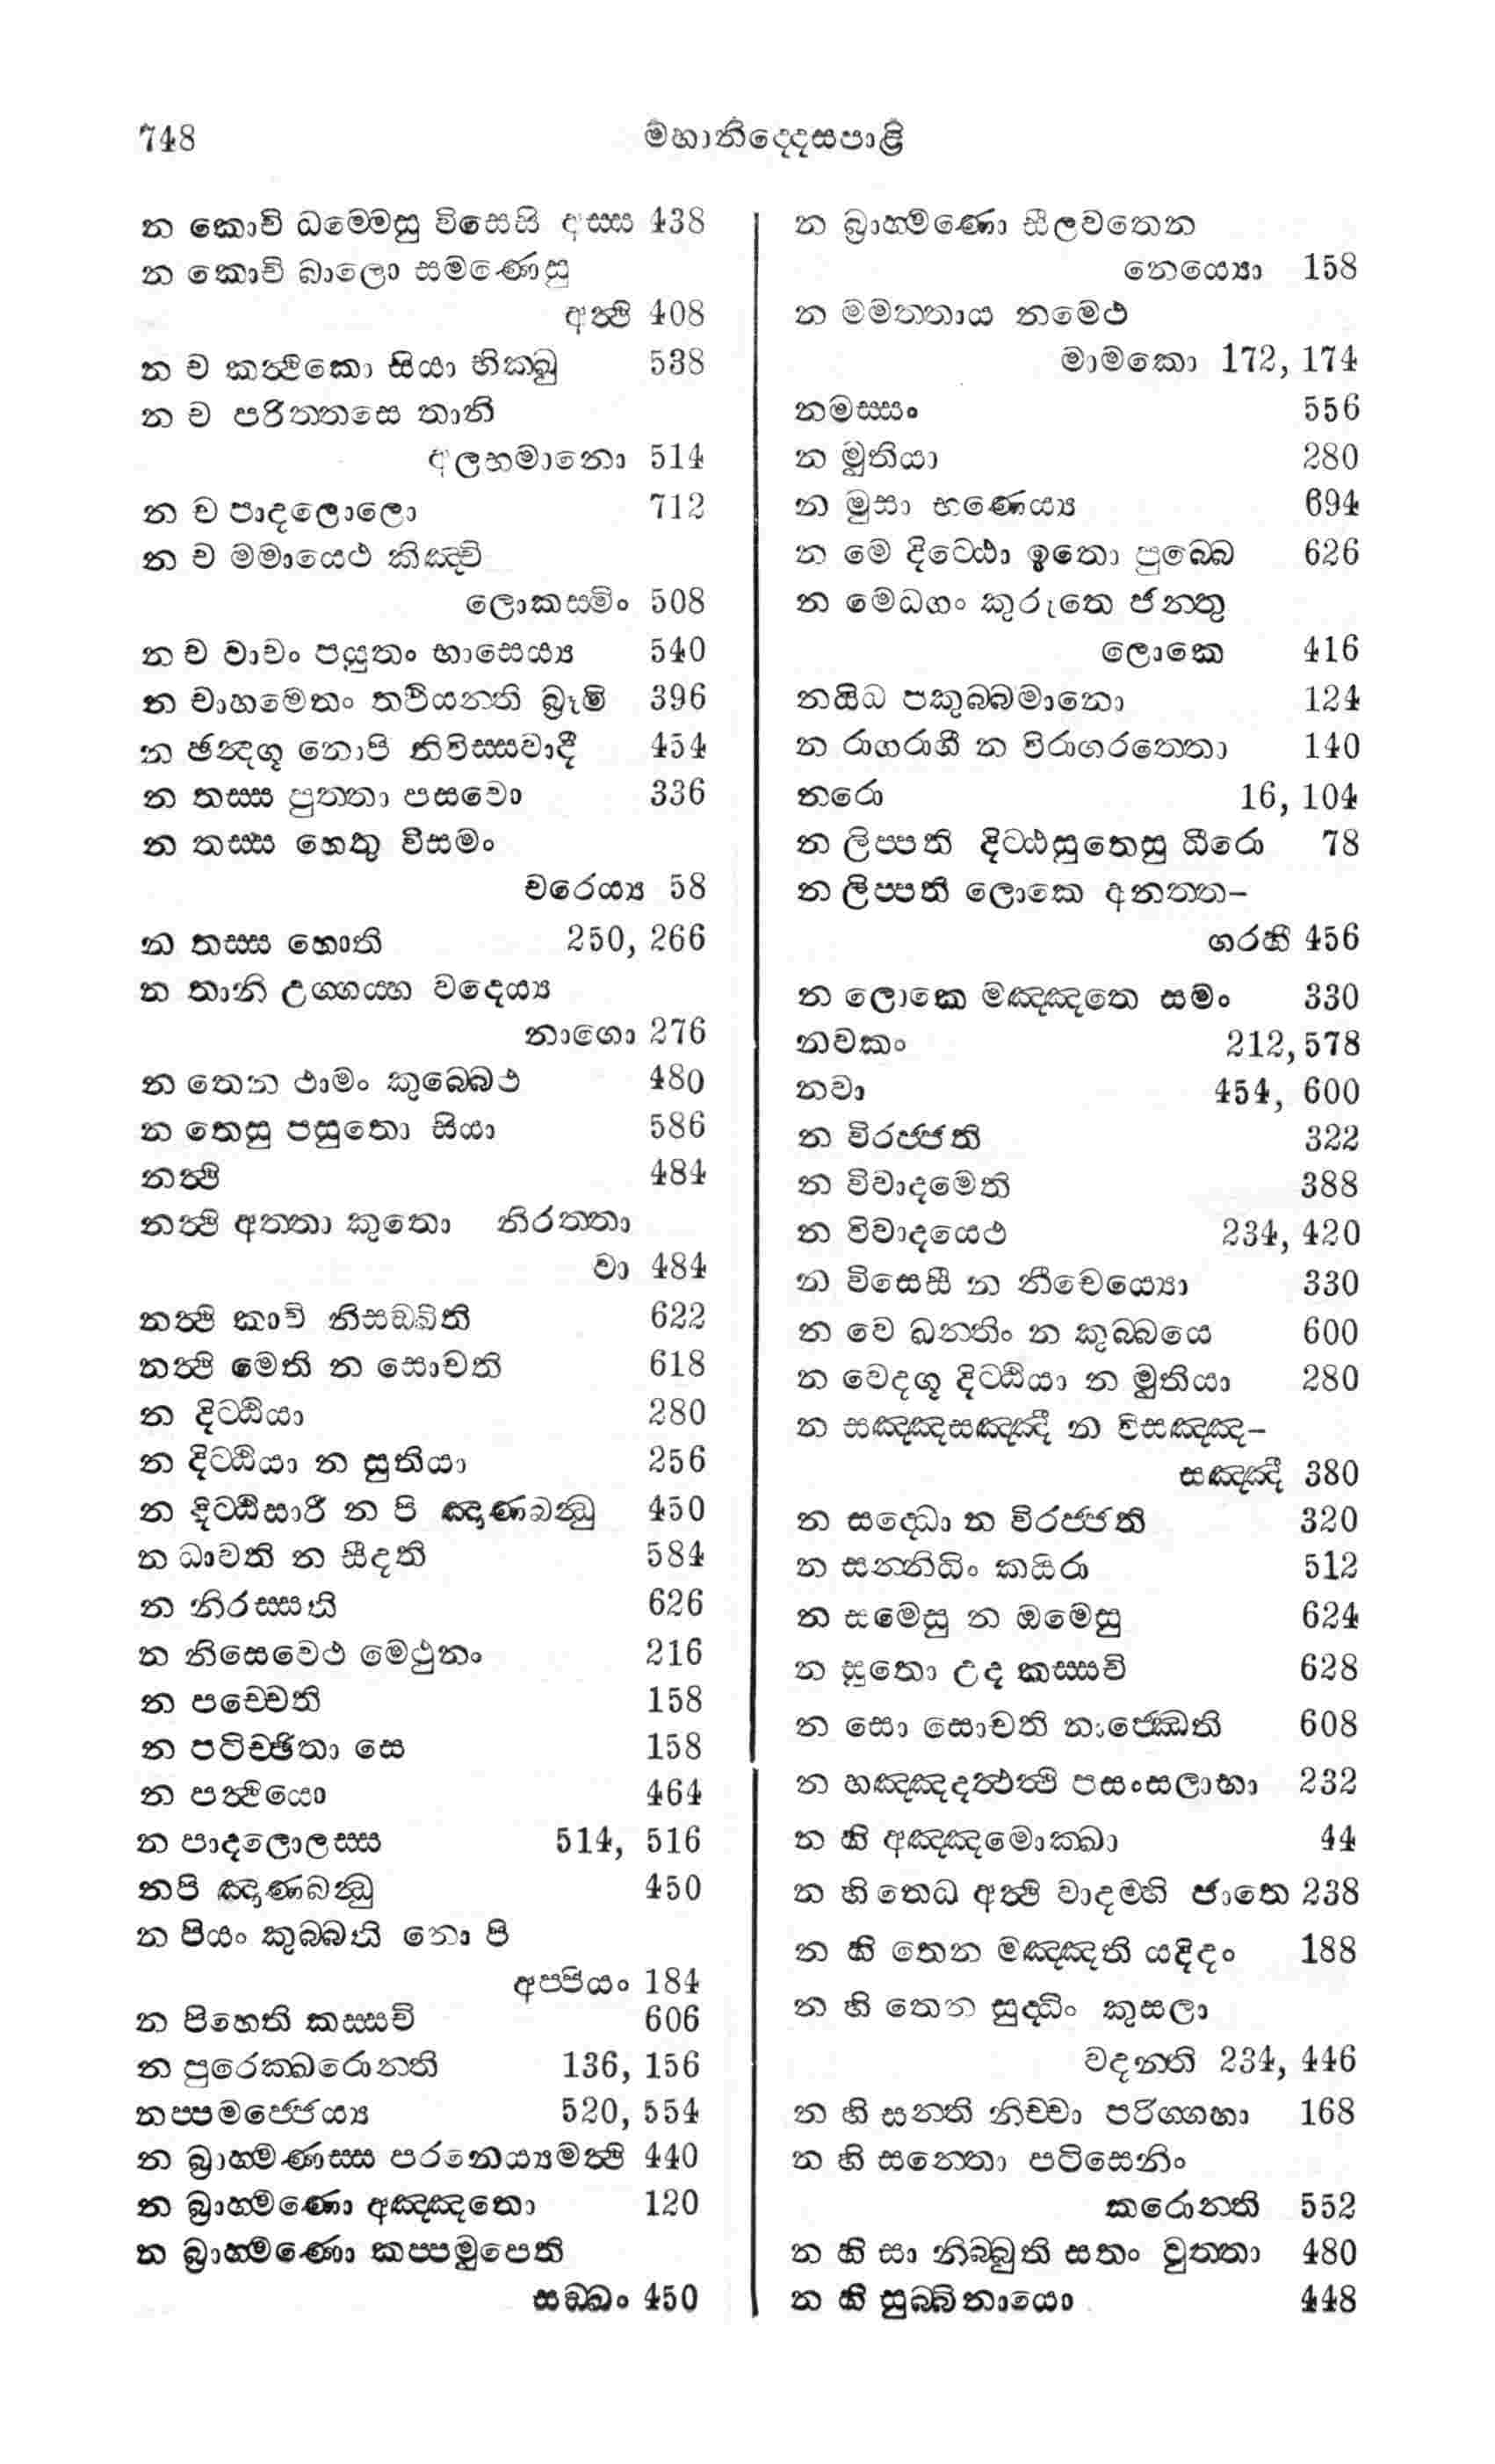 748
මහානිද්දෙසපාළි
න කොචි ධම්මෙසු විසෙසි අස්ස 438
න කොචි බාලො සමණෙසු
අත්ථි 408
න ච කත්ථිකො සියා භික්ඛු 538
න ච පරිත්තසෙ තානි
අලභමානො 514
න ච පාදලොලො 712
න ච මමායෙථ කිඤ්චි
ලොකස්මිං 508
න ච වාචං පයුතං භාසෙය්‍ය 540
න චාහමෙතං තථියන්ති බ්‍රූමි 396
න ඡන්දගූ නොපි නිවිස්සවාදී 454
න තස්ස පුත්තා පසවො 336
න තස්ස හෙතු විසමං
චරෙය්‍ය 58
න තස්ස හොති 250, 266
න තානි උග්ගය්හ වදෙය්‍ය
නාගො 276
න තෙන ථාමං කුබ්බෙථ 480
න තෙසු පසුතො සියා 586
නත්ථි 484
නත්ථි අත්තා කුතො නිරත්තා
වා 484
නත්ථි කාචි නිසඞ්ඛිති 622
නත්ථි මෙති න සොචති 618
න දිට්ඨියා 280
න දිට්ඨියා න සුතියා 256
න දිට්ඨිසාරී න පි ඤාණබන්ධු 450
න ධාවති න සීදති 584
න නිරස්සති 626
න නිසෙවෙථ මෙථුනං 216
න පච්චෙති 158
න පටිච්ඡිතා සෙ 158
න පත්ථියො 464
න පාදලොලස්ස 514, 516
නපි ඤාණබන්ධු 450
න පියං කුබ්බති නො පි
අප්පියං 184
න පිහෙති කස්සචි 606
න පුරෙක්ඛරොන්ති 136, 156
නප්පමජ්ජෙය්‍ය 520, 554
න බ්‍රාහ්මණස්ස පරනෙය්‍යමත්ථි 440
න බ්‍රාහ්මණො අඤ්ඤතො 120
න බ්‍රාහ්මණො කප්පමුපෙති
සඞ්ඛං 450
න බ්‍රාහ්මණො සීලවතෙන
නෙය්‍යො 158
න මමත්තාය නමෙථ
මාමකො 172, 174
නමස්සං 556
න මුතියා 280
න මුසා භණෙය්‍ය 694
න මෙ දිට්ඨො ඉතො පුබ්බෙ 626
න මෙධගං කුරුතෙ ජන්තු
ලොකෙ 416
නයිධ පකුබ්බමානො 124
න රාගරාගී න විරාගරත්තො 140
නරො 16, 104
න ලිප්පති දිට්ඨසුතෙසු ධීරො 78
න ලිප්පති ලොකෙ අනත්ත-
ගරහී 456
න ලොකෙ මඤ්ඤතෙ සමං 330
නවකං 212, 578
නවා 454, 600
න විරජ්ජති 322
න විවාදමෙති 388
න විවාදයෙථ 234, 420
න විසෙසී න නීචෙය්‍යො 330
න වෙ ඛන්තිං න කුබ්බයෙ 600
න වෙදගූ දිට්ඨියා න මුතියා 280
න සඤ්ඤසඤ්ඤී න විසඤ්ඤ-
සඤ්ඤී 380
න සද්ධො න විරජ්ජති 320
න සන්නිධිං කයිරා 512
න සමෙසු න ඔමෙසු 624
න සුතො උද කස්සචි 628
න සො සොචති නාජ්ඣෙති 608
න හඤ්ඤදත්ථත්ථි පසංසලාභා 232
න හි අඤ්ඤමොක්ඛා 44
න හි තෙධ අත්ථි වාදම්හි ජාතෙ 238
න හි තෙන මඤ්ඤති යදිදං 188
න හි තෙන සුද්ධිං කුසලා
වදන්ති 234, 446
න හි සන්ති නිච්චා පරිග්ගහා 168
න හි සන්තො පටිසෙනිං
කරොන්ති 552
න හි සා නිබ්බුති සතං වුත්තා 480
න හි සුබ්බිනායො 448